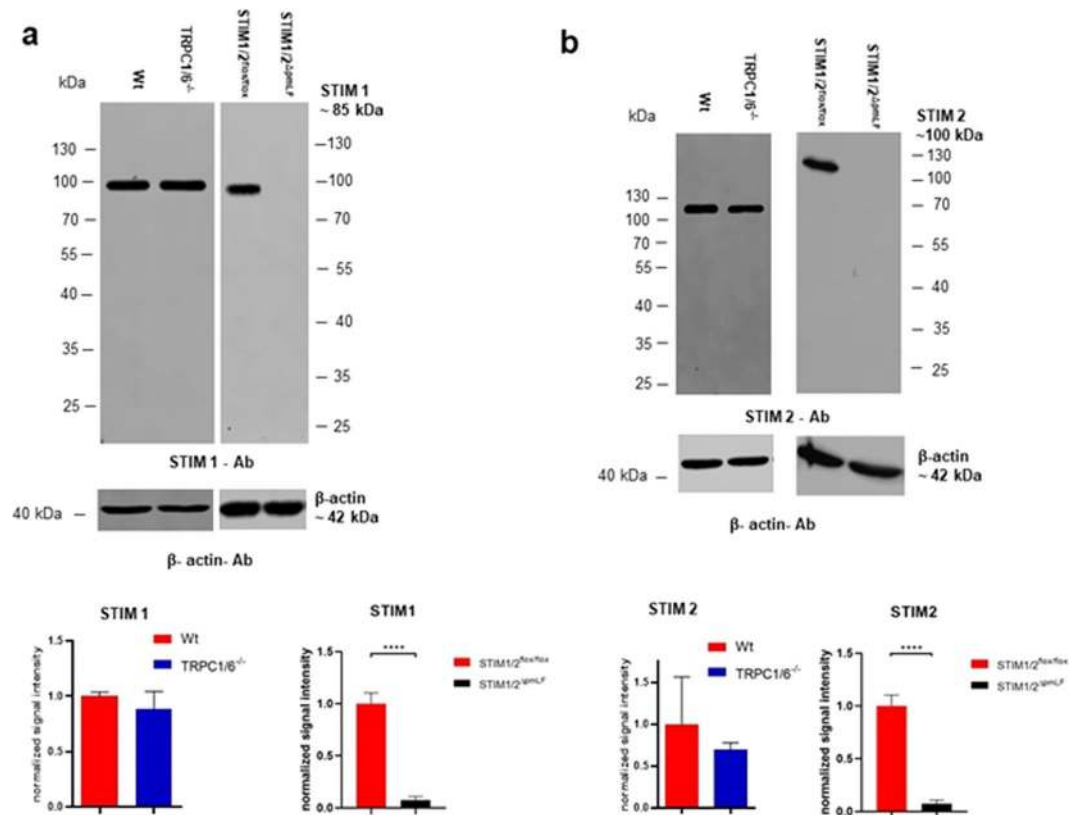 a
kDa
Wt
TRPC1/6-/-
STIM1/2flox/flox
STIM1/2ΔpmLF
STIM 1
~ 85 kDa
130
100
70
55
40
35
25
130
100
70
55
40
35
25
STIM 1 - Ab
40 kDa
β-actin
~ 42 kDa
β- actin- Ab
b
kDa
Wt
TRPC1/6-/-
STIM1/2flox/flox
STIM1/2ΔpmLF
STIM 2
~100 kDa
130
100
70
55
40
35
25
130
100
70
55
40
35
25
STIM 2 - Ab
40 kDa
β-actin
~ 42 kDa
β- actin- Ab
STIM 1
normalized signal intensity
1.5
1.0
0.5
0.0
Wt
TRPC1/6-/-
STIM1
normalized signal intensity
1.5
1.0
0.5
0.0
****
STIM1/2flox/flox
STIM1/2ΔpmLF
STIM 2
normalized signal intensity
1.5
1.0
0.5
0.0
Wt
TRPC1/6-/-
STIM2
normalized signal intensity
1.5
1.0
0.5
0.0
****
STIM1/2flox/flox
STIM1/2ΔpmLF